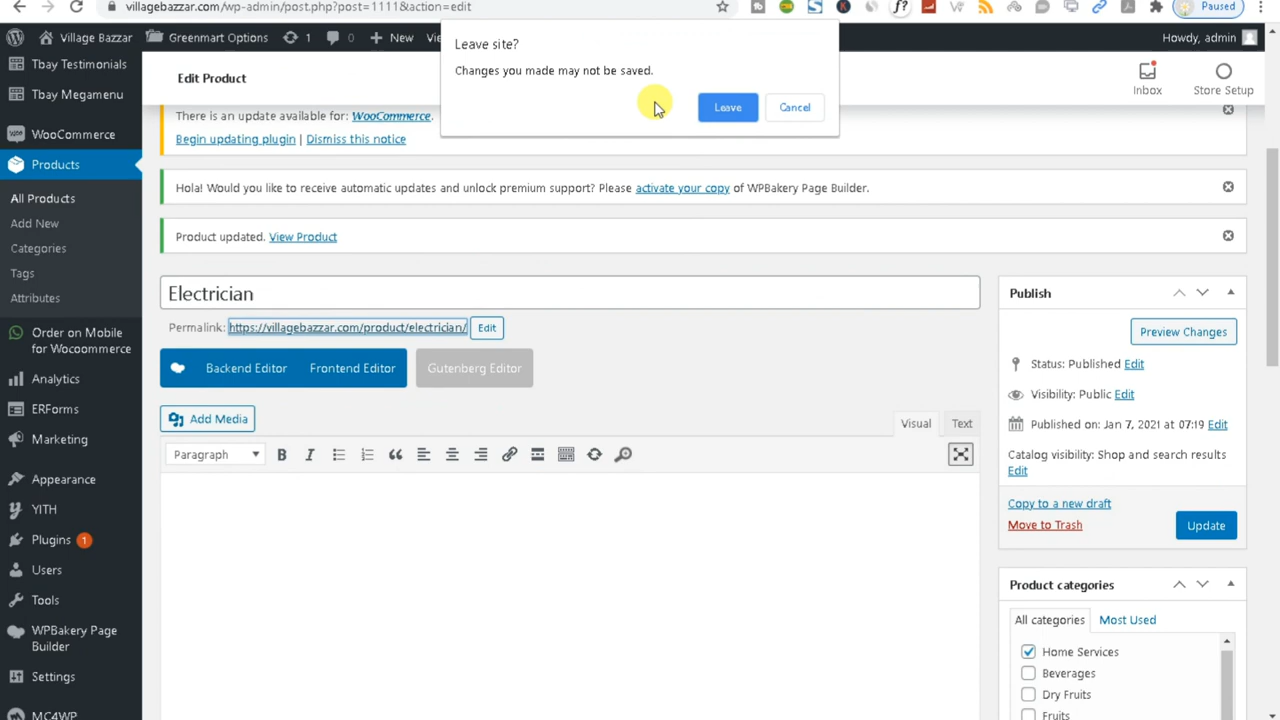 villagebazzar.com/wp-admin/post.php?post=1111&action=edit
Paused
Village Bazzar
Greenmart Options
1
0
New
Howdy, admin
Leave site?
Changes you made may not be saved.
Leave
Cancel
Tbay Testimonials
Tbay Megamenu
WooCommerce
Products
All Products
Add New
Categories
Tags
Attributes
Order on Mobile
for Wocoommerce
Analytics
ERForms
Marketing
Appearance
YITH
Plugins 1
Users
Tools
WPBakery Page
Builder
Settings
MC4WP
Edit Product
Inbox
Store Setup
There is an update available for: WooCommerce.
Begin updating plugin | Dismiss this notice
Hola! Would you like to receive automatic updates and unlock premium support? Please activate your copy of WPBakery Page Builder.
Product updated. View Product
Electrician
Permalink: https://villagebazzar.com/product/electrician/ Edit
Backend Editor
Frontend Editor
Gutenberg Editor
Add Media
Visual
Text
Paragraph
B
I
Publish
Preview Changes
Status: Published Edit
Visibility: Public Edit
Published on: Jan 7, 2021 at 07:19 Edit
Catalog visibility: Shop and search results
Edit
Copy to a new draft
Move to Trash
Update
Product categories
All categories
Most Used
Home Services
Beverages
Dry Fruits
Fruits